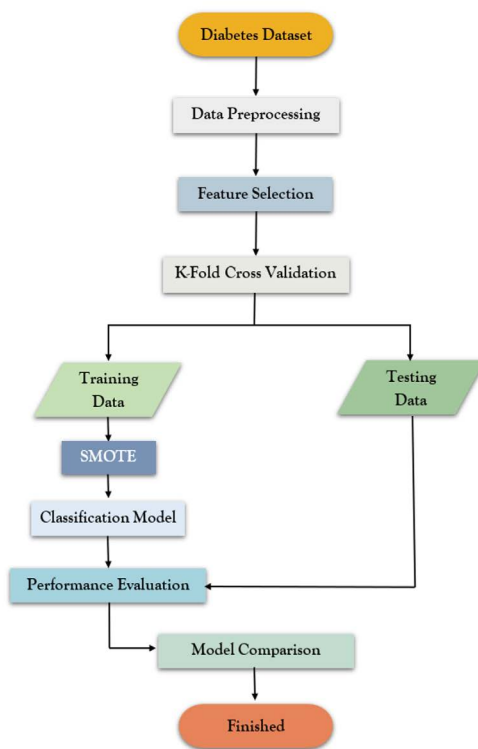 Diabetes Dataset
Data Preprocessing
Feature Selection
K-Fold Cross Validation
Training
Data
Testing
Data
SMOTE
Classification Model
Performance Evaluation
Model Comparison
Finished